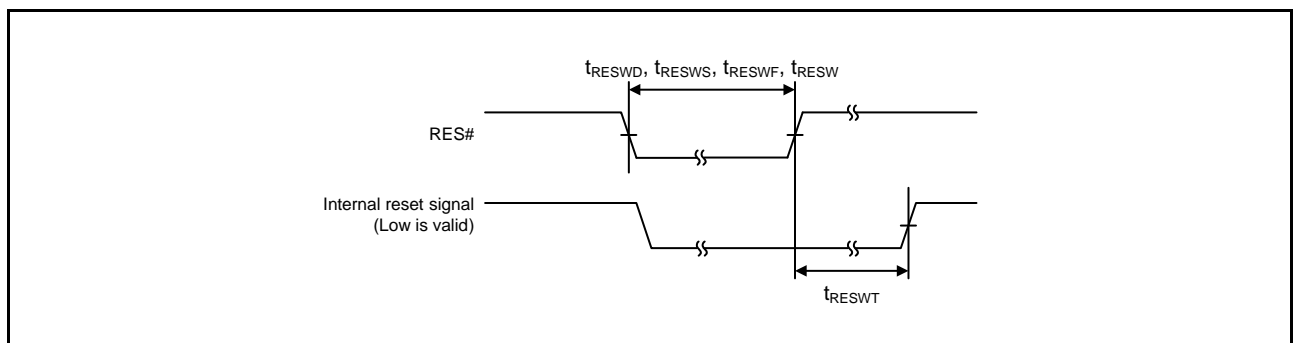 tRESWD, tRESWS, tRESWF, tRESW
RES#
Internal reset signal
(Low is valid)
tRESWT